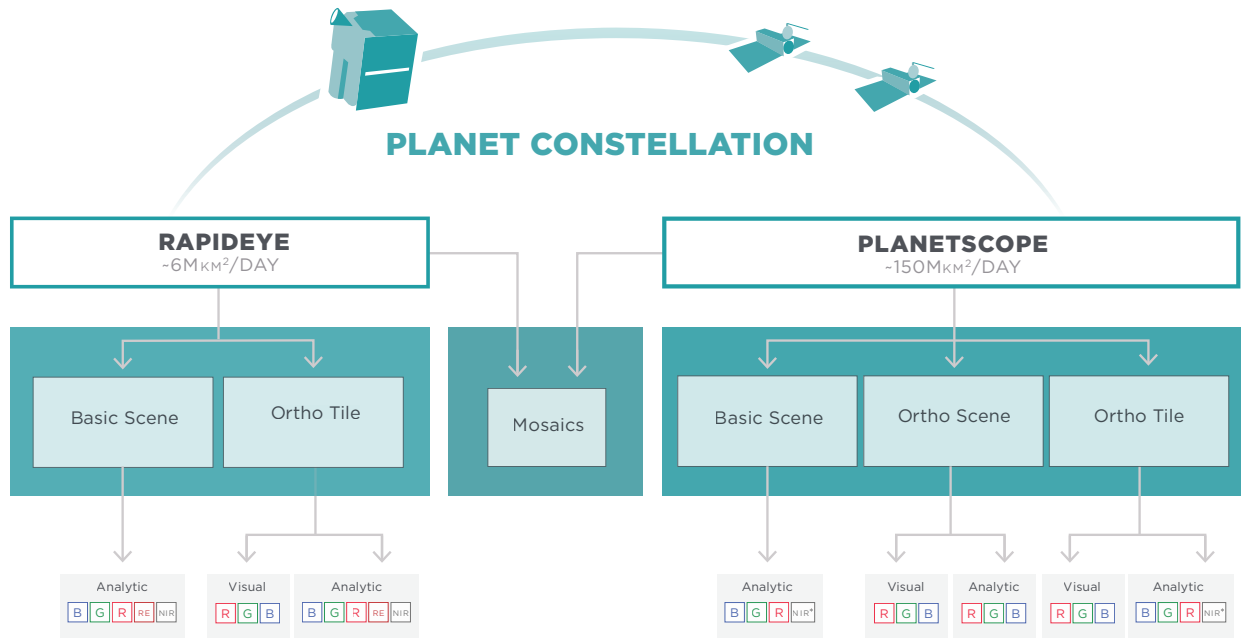 PLANET CONSTELLATION
RAPIDEYE
~6MKM²/DAY
PLANETSCOPE
~150MKM²/DAY
Basic Scene
Ortho Tile
Mosaics
Basic Scene
Ortho Scene
Ortho Tile
Analytic
B G R RE NIR
Visual
R G B
Analytic
B G R RE NIR
Analytic
B G R NIR*
Visual
R G B
Analytic
R G B
Visual
R G B
Analytic
B G R NIR*